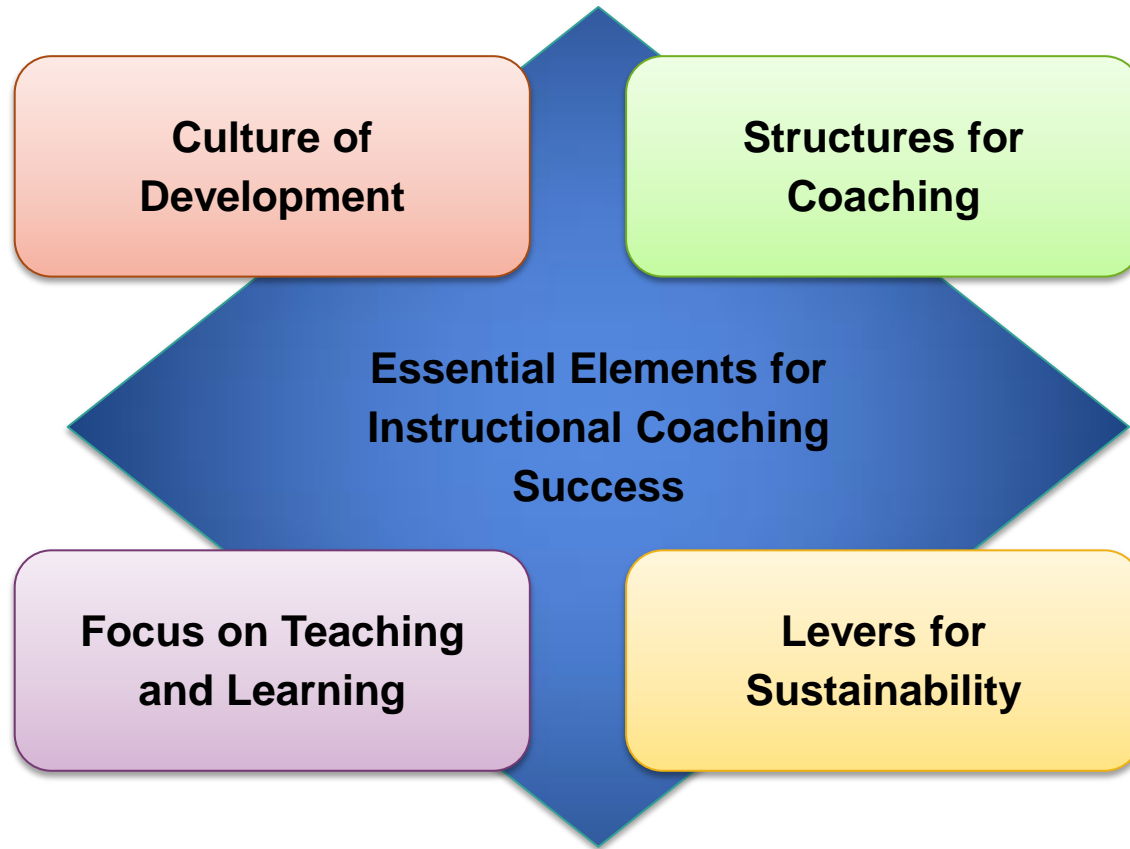 Culture of
Development
Structures for
Coaching
Essential Elements for
Instructional Coaching
Success
Focus on Teaching
and Learning
Levers for
Sustainability